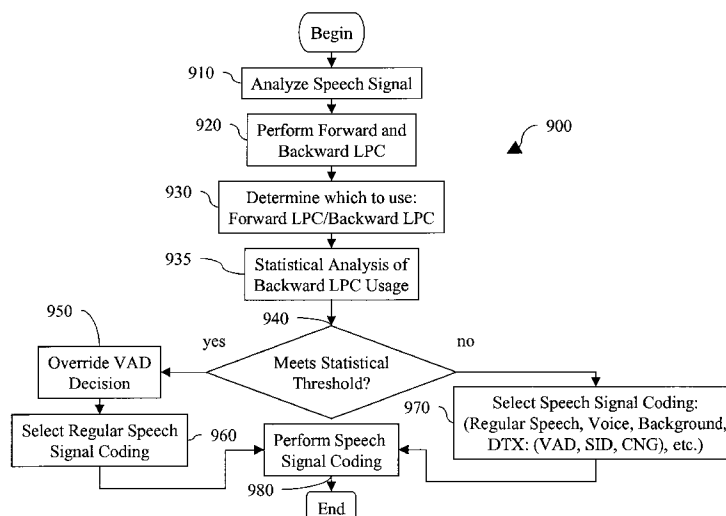 Begin
910
Analyze Speech Signal
920
Perform Forward and
Backward LPC
900
930
Determine which to use:
Forward LPC/Backward LPC
935
Statistical Analysis of
Backward LPC Usage
940
950
yes
no
Override VAD
Decision
Meets Statistical
Threshold?
970
Select Speech Signal Coding:
(Regular Speech, Voice, Background,
DTX: (VAD, SID, CNG), etc.)
Select Regular Speech
Signal Coding
960
Perform Speech
Signal Coding
980
End